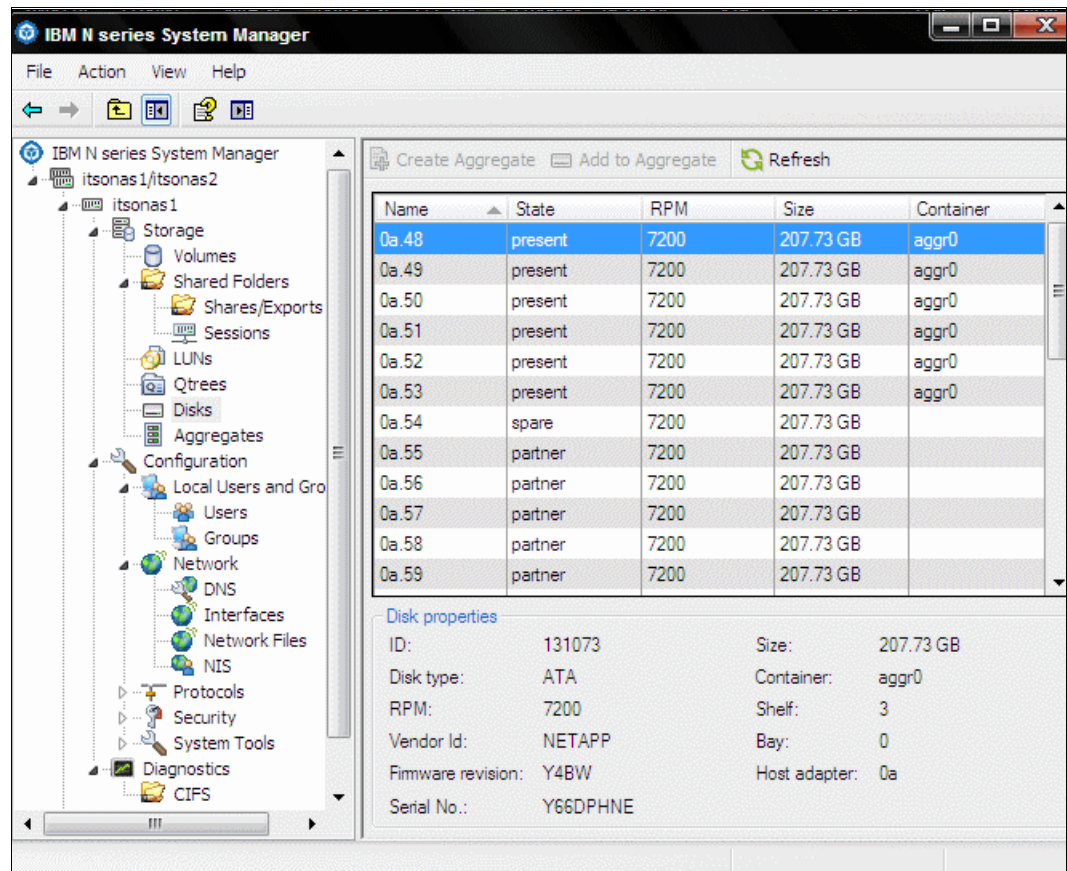 IBM N series System Manager
File Action View Help
IBM N series System Manager
itsonas1/itsonas2
itsonas1
Storage
Volumes
Shared Folders
Shares/Exports
Sessions
LUNs
Qtrees
Disks
Aggregates
Configuration
Local Users and Gro
Users
Groups
Network
DNS
Interfaces
Network Files
NIS
Protocols
Security
System Tools
Diagnostics
CIFS
Create Aggregate Add to Aggregate Refresh
Name State RPM Size Container
0a.48 present 7200 207.73 GB aggr0
0a.49 present 7200 207.73 GB aggr0
0a.50 present 7200 207.73 GB aggr0
0a.51 present 7200 207.73 GB aggr0
0a.52 present 7200 207.73 GB aggr0
0a.53 present 7200 207.73 GB aggr0
0a.54 spare 7200 207.73 GB
0a.55 partner 7200 207.73 GB
0a.56 partner 7200 207.73 GB
0a.57 partner 7200 207.73 GB
0a.58 partner 7200 207.73 GB
0a.59 partner 7200 207.73 GB
Disk properties
ID: 131073 Size: 207.73 GB
Disk type: ATA Container: aggr0
RPM: 7200 Shelf: 3
Vendor Id: NETAPP Bay: 0
Firmware revision: Y4BW Host adapter: 0a
Serial No.: Y66DPHNE